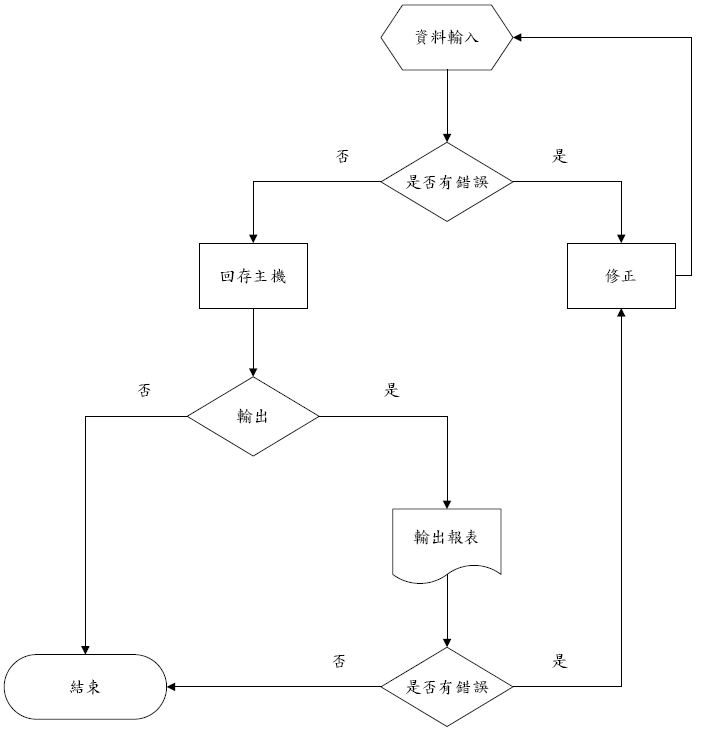 資料輸入
否
是
是否有錯誤
回存主機
修正
否
是
輸出
輸出報表
否
是
結束
是否有錯誤